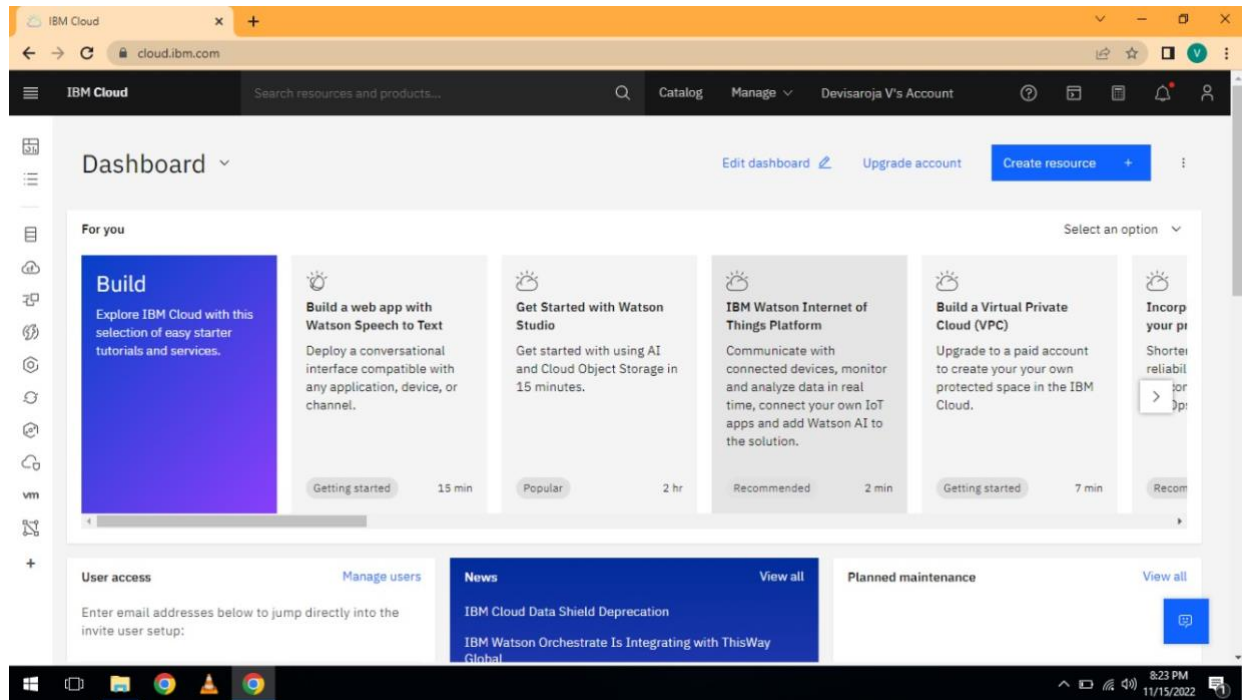 IBM Cloud
cloud.ibm.com
V
IBM Cloud
Search resources and products...
Catalog
Manage
Devisaroja V's Account
Dashboard
Edit dashboard
Upgrade account
Create resource +
For you
Select an option
Build
Explore IBM Cloud with this
selection of easy starter
tutorials and services.
Build a web app with
Watson Speech to Text
Deploy a conversational
interface compatible with
any application, device, or
channel.
Getting started
15 min
Get Started with Watson
Studio
Get started with using AI
and Cloud Object Storage in
15 minutes.
Popular
2 hr
IBM Watson Internet of
Things Platform
Communicate with
connected devices, monitor
and analyze data in real
time, connect your own IoT
apps and add Watson AI to
the solution.
Recommended
2 min
Build a Virtual Private
Cloud (VPC)
Upgrade to a paid account
to create your your own
protected space in the IBM
Cloud.
Getting started
7 min
Incorp
your pr
Shorter
reliabil
Recom
vm
User access
Manage users
Enter email addresses below to jump directly into the
invite user setup:
News
View all
IBM Cloud Data Shield Deprecation
IBM Watson Orchestrate Is Integrating with ThisWay
Global
Planned maintenance
View all
8:23 PM
11/15/2022
1